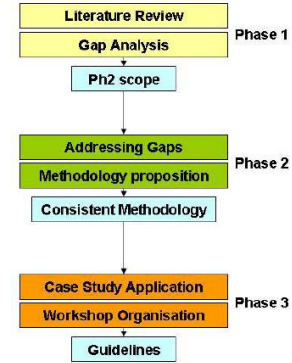 Literature Review
Phase 1
Gap Analysis
Ph2 scope
Addressing Gaps
Phase 2
Methodology proposition
Consistent Methodology
Case Study Application
Phase 3
Workshop Organisation
Guidelines